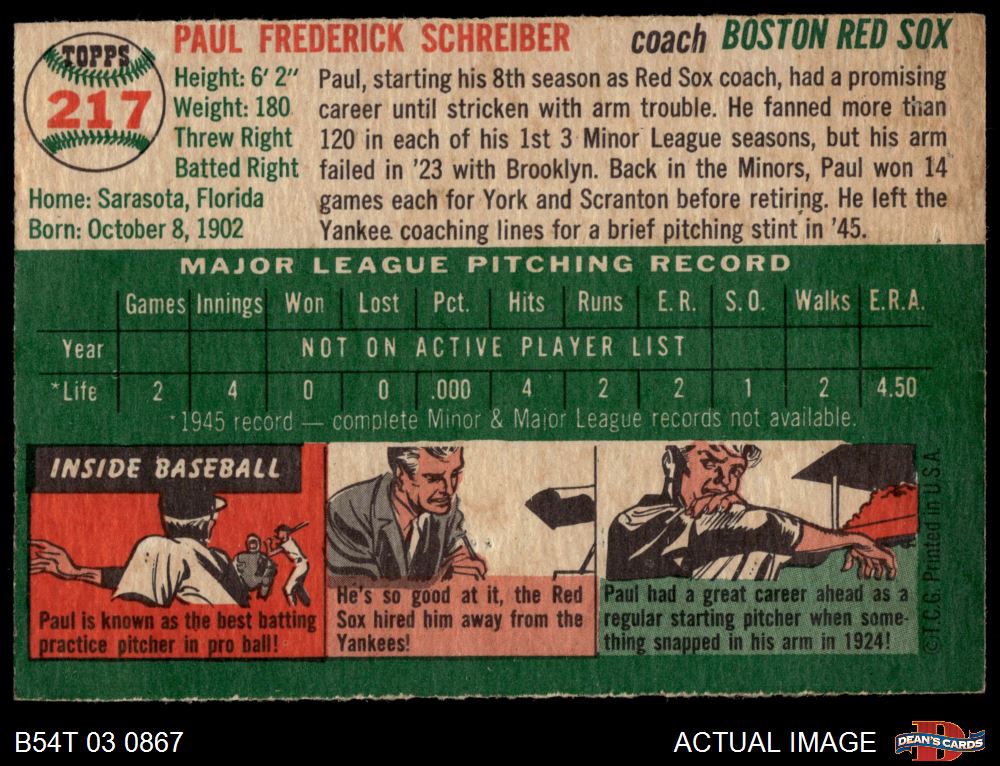 TOPPS
217
PAUL FREDERICK SCHREIBER coach BOSTON RED SOX
Height: 6' 2"
Weight: 180
Threw Right
Batted Right
Home: Sarasota, Florida
Born: October 8, 1902
Paul, starting his 8th season as Red Sox coach, had a promising
career until stricken with arm trouble. He fanned more than
120 in each of his 1st 3 Minor League seasons, but his arm
failed in '23 with Brooklyn. Back in the Minors, Paul won 14
games each for York and Scranton before retiring. He left the
Yankee coaching lines for a brief pitching stint in '45.
MAJOR LEAGUE PITCHING RECORD
Games Innings Won Lost Pct. Hits Runs E.R. S.O. Walks E.R.A.
Year NOT ON ACTIVE PLAYER LIST
*Life 2 4 0 0 .000 4 2 2 1 2 4.50
*1945 record — complete Minor & Major League records not available.
INSIDE BASEBALL
Paul is known as the best batting
practice pitcher in pro ball!
He's so good at it, the Red
Sox hired him away from the
Yankees!
Paul had a great career ahead as a
regular starting pitcher when some-
thing snapped in his arm in 1924!
©T.C.G. Printed in U.S.A.
B54T 03 0867
ACTUAL IMAGE
DEAN'S CARDS